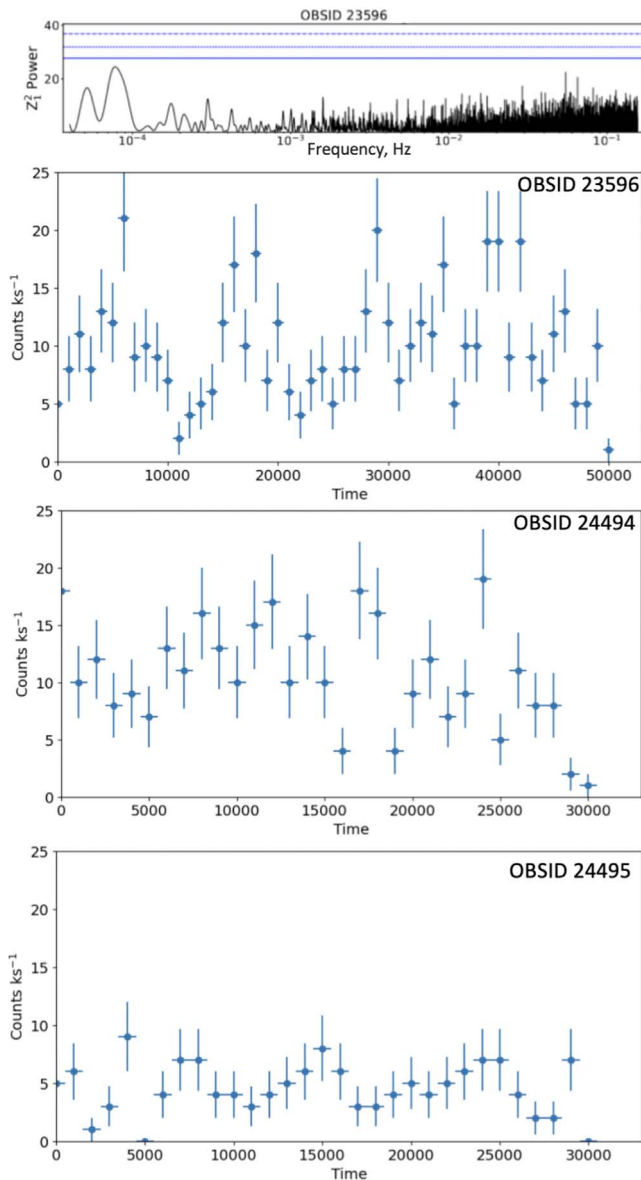 OBSID 23596
40
20
Z₁² Power
10⁻⁴ 10⁻³ 10⁻² 10⁻¹
Frequency, Hz
OBSID 23596
25
20
15
10
5
0
Counts ks⁻¹
0 10000 20000 30000 40000 50000
Time
OBSID 24494
25
20
15
10
5
0
Counts ks⁻¹
0 5000 10000 15000 20000 25000 30000
Time
OBSID 24495
25
20
15
10
5
0
Counts ks⁻¹
0 5000 10000 15000 20000 25000 30000
Time